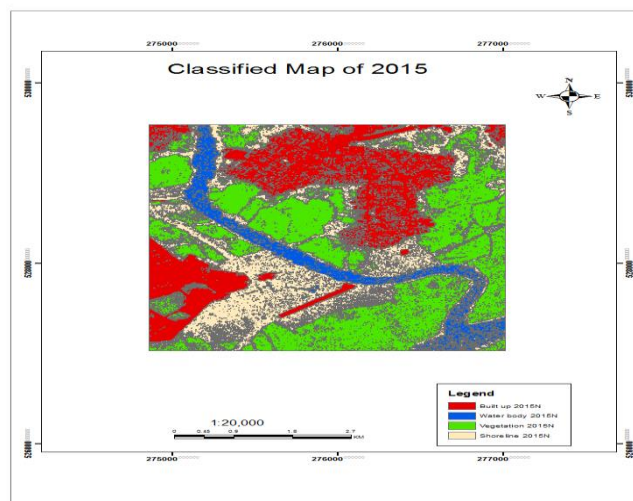 275000 276000 277000
Classified Map of 2015
N
W E
S
Legend
Built up 2015N
Water body 2015N
Vegetation 2015N
Shoreline 2015N
1:20,000
0 0.45 0.9 1.8 2.7
KM
275000 276000 277000